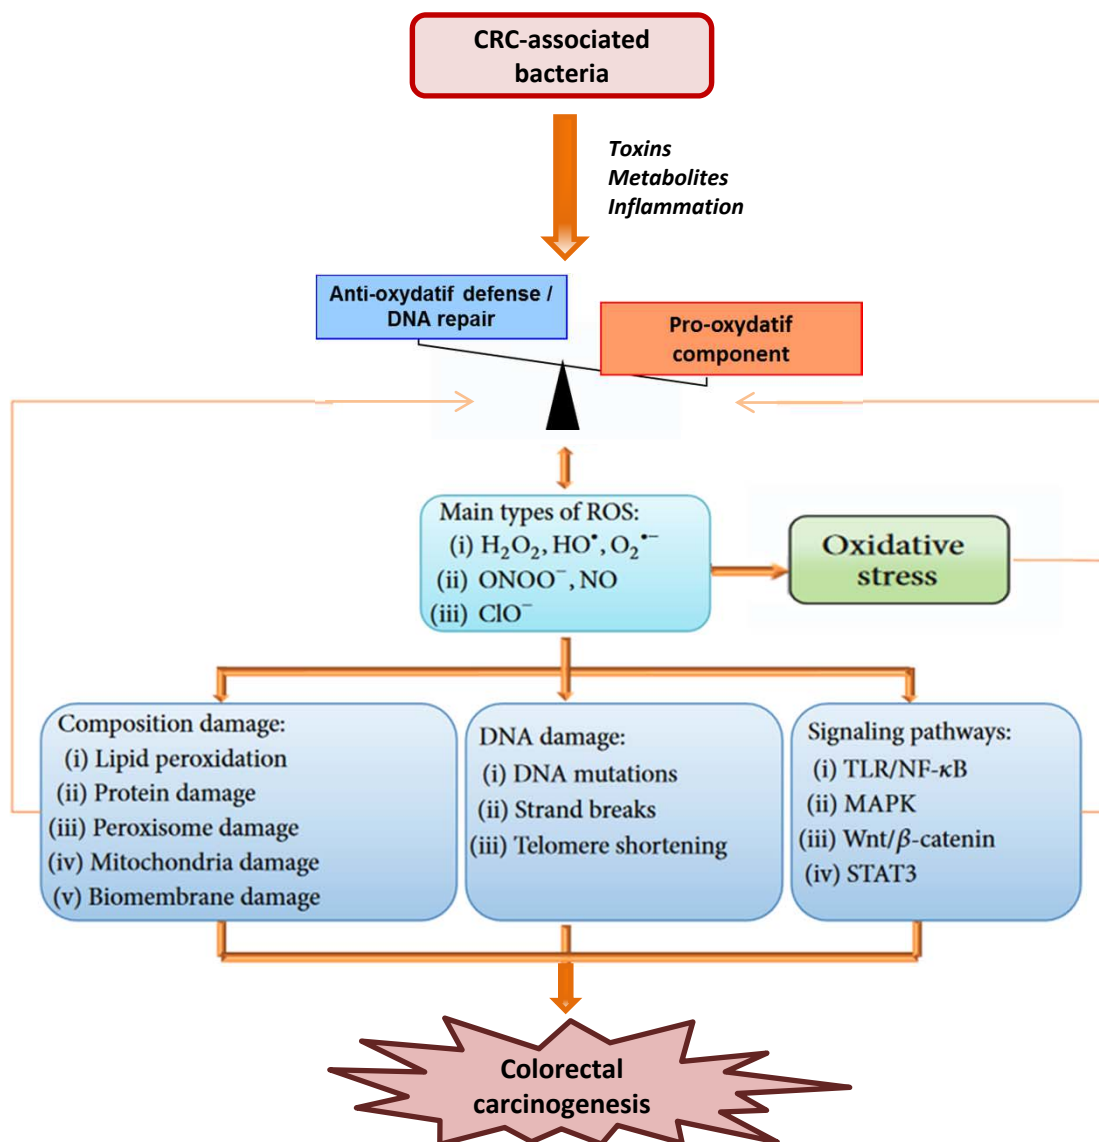 CRC-associated
bacteria
Toxins
Metabolites
Inflammation
Anti-oxydatif defense /
DNA repair
Pro-oxydatif
component
Main types of ROS:
(i) H₂O₂, HO•, O₂•−
(ii) ONOO−, NO
(iii) ClO−
Oxidative
stress
Composition damage:
(i) Lipid peroxidation
(ii) Protein damage
(iii) Peroxisome damage
(iv) Mitochondria damage
(v) Biomembrane damage
DNA damage:
(i) DNA mutations
(ii) Strand breaks
(iii) Telomere shortening
Signaling pathways:
(i) TLR/NF-κB
(ii) MAPK
(iii) Wnt/β-catenin
(iv) STAT3
Colorectal
carcinogenesis